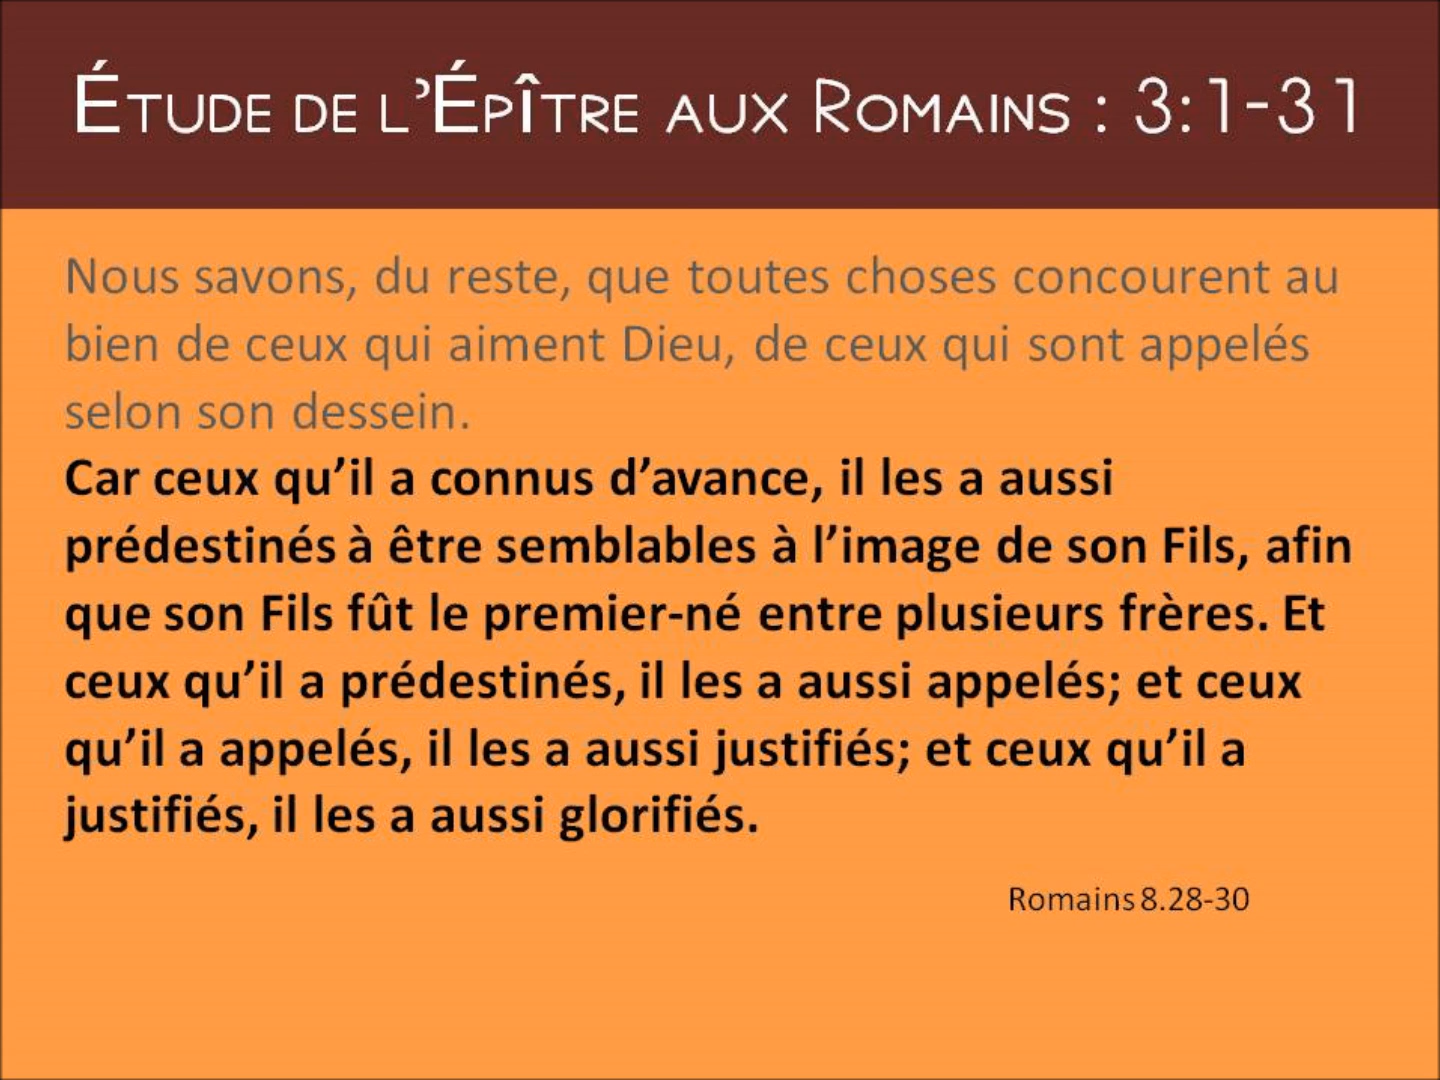 Étude de l’Épître aux Romains : 3:1-31
Nous savons, du reste, que toutes choses concourent au
bien de ceux qui aiment Dieu, de ceux qui sont appelés
selon son dessein.
Car ceux qu’il a connus d’avance, il les a aussi
prédestinés à être semblables à l’image de son Fils, afin
que son Fils fût le premier-né entre plusieurs frères. Et
ceux qu’il a prédestinés, il les a aussi appelés; et ceux
qu’il a appelés, il les a aussi justifiés; et ceux qu’il a
justifiés, il les a aussi glorifiés.
Romains 8.28-30